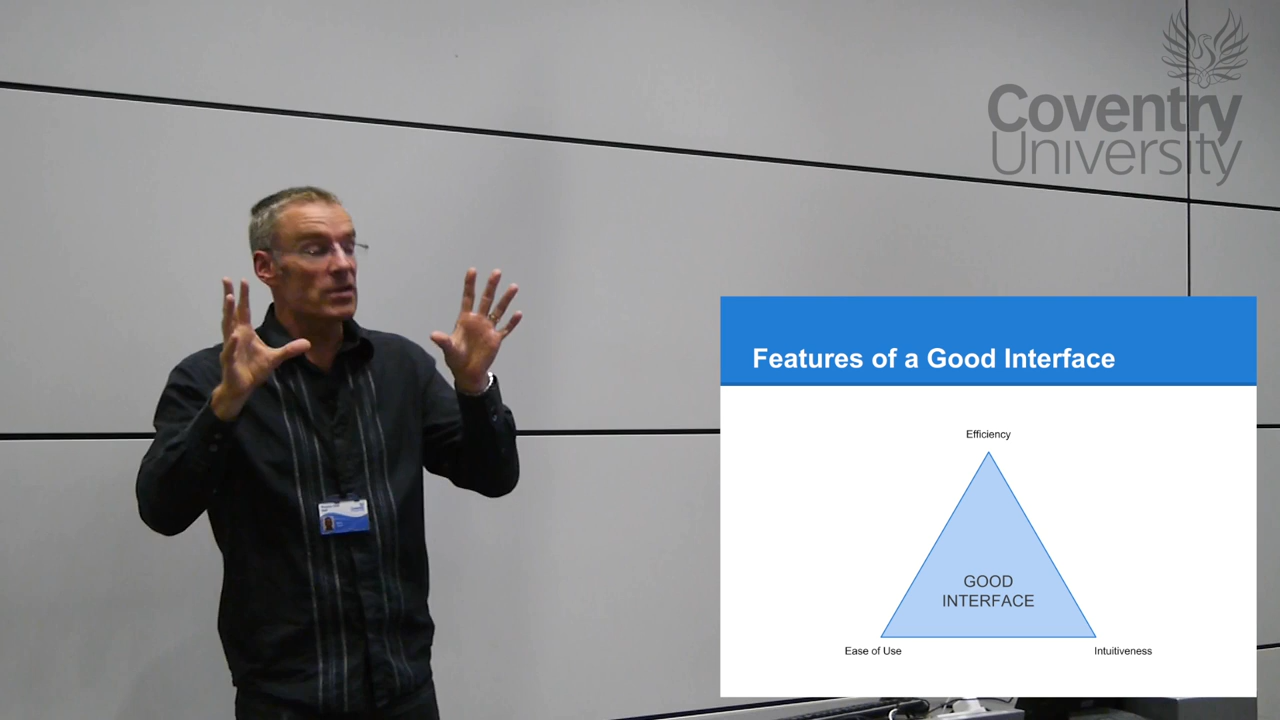 Coventry
University
Features of a Good Interface
Efficiency
GOOD
INTERFACE
Ease of Use
Intuitiveness